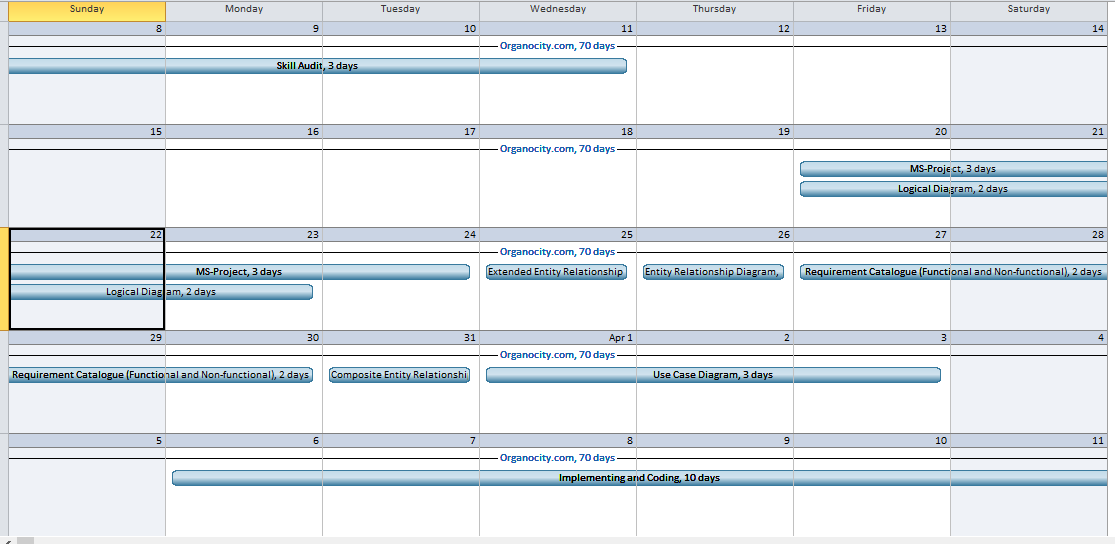 Sunday Monday Tuesday Wednesday Thursday Friday Saturday
8 9 10 11 12 13 14
Organocity.com, 70 days
Skill Audit, 3 days
15 16 17 18 19 20 21
Organocity.com, 70 days
MS-Project, 3 days
Logical Diagram, 2 days
22 23 24 25 26 27 28
Organocity.com, 70 days
MS-Project, 3 days Extended Entity Relationship Entity Relationship Diagram, Requirement Catalogue (Functional and Non-functional), 2 days
Logical Diagram, 2 days
29 30 31 Apr 1 2 3 4
Organocity.com, 70 days
Requirement Catalogue (Functional and Non-functional), 2 days Composite Entity Relationshi Use Case Diagram, 3 days
5 6 7 8 9 10 11
Organocity.com, 70 days
Implementing and Coding, 10 days